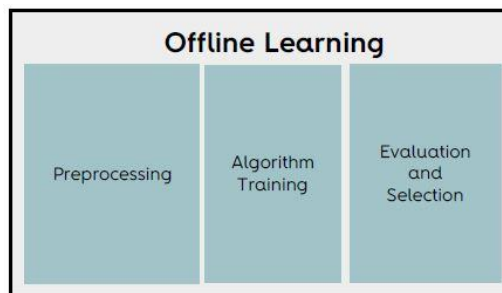 Offline Learning
Preprocessing
Algorithm
Training
Evaluation
and
Selection